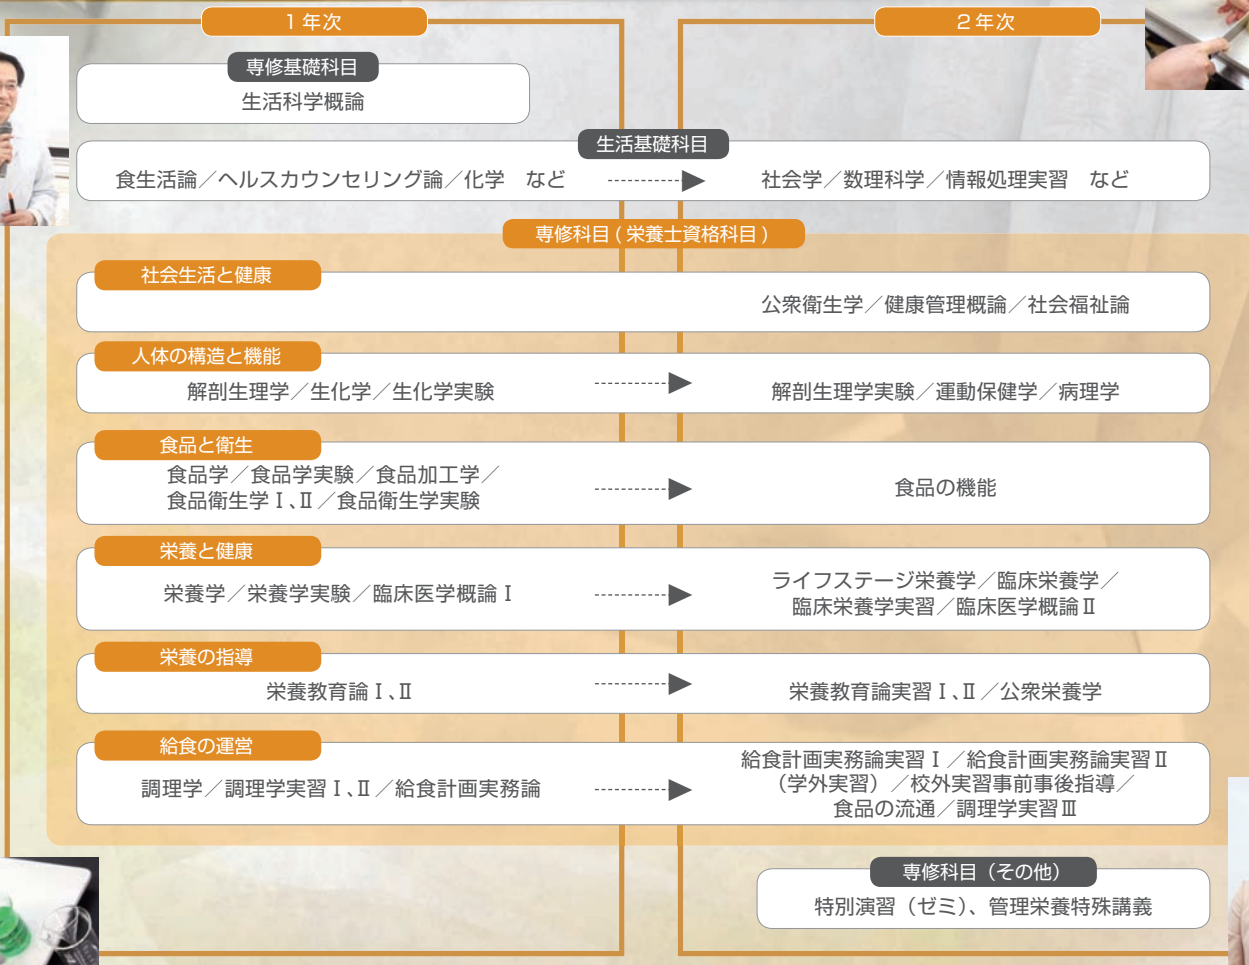 1年次
2年次
専修基礎科目
生活科学概論
生活基礎科目
食生活論／ヘルスカウンセリング論／化学　など
社会学／数理科学／情報処理実習　など
専修科目(栄養士資格科目)
社会生活と健康
公衆衛生学／健康管理概論／社会福祉論
人体の構造と機能
解剖生理学／生化学／生化学実験
解剖生理学実験／運動保健学／病理学
食品と衛生
食品学／食品学実験／食品加工学／
食品衛生学Ⅰ、Ⅱ／食品衛生学実験
食品の機能
栄養と健康
栄養学／栄養学実験／臨床医学概論Ⅰ
ライフステージ栄養学／臨床栄養学／
臨床栄養学実習／臨床医学概論Ⅱ
栄養の指導
栄養教育論Ⅰ、Ⅱ
栄養教育論実習Ⅰ、Ⅱ／公衆栄養学
給食の運営
調理学／調理学実習Ⅰ、Ⅱ／給食計画実務論
給食計画実務論実習Ⅰ／給食計画実務論実習Ⅱ
（学外実習）／校外実習事前事後指導／
食品の流通／調理学実習Ⅲ
専修科目（その他）
特別演習（ゼミ）、管理栄養特殊講義